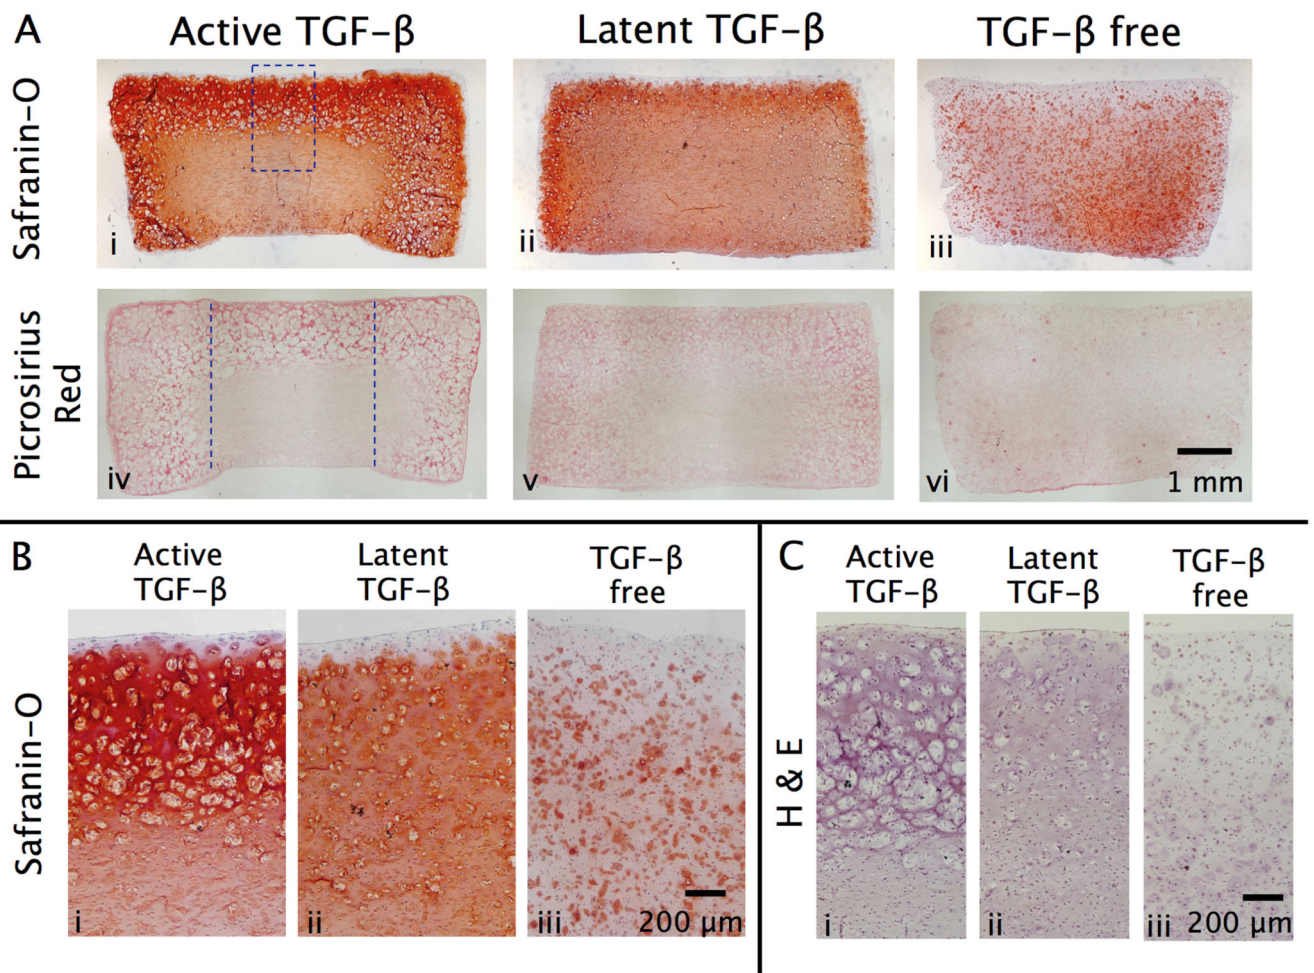 A
Active TGF-β
Latent TGF-β
TGF-β free
Safranin-O
i
ii
iii
Picrosirius
Red
iv
v
vi
1 mm
B
Active
TGF-β
Latent
TGF-β
TGF-β
free
Safranin-O
i
ii
iii
200 μm
C
Active
TGF-β
Latent
TGF-β
TGF-β
free
H & E
i
ii
iii
200 μm